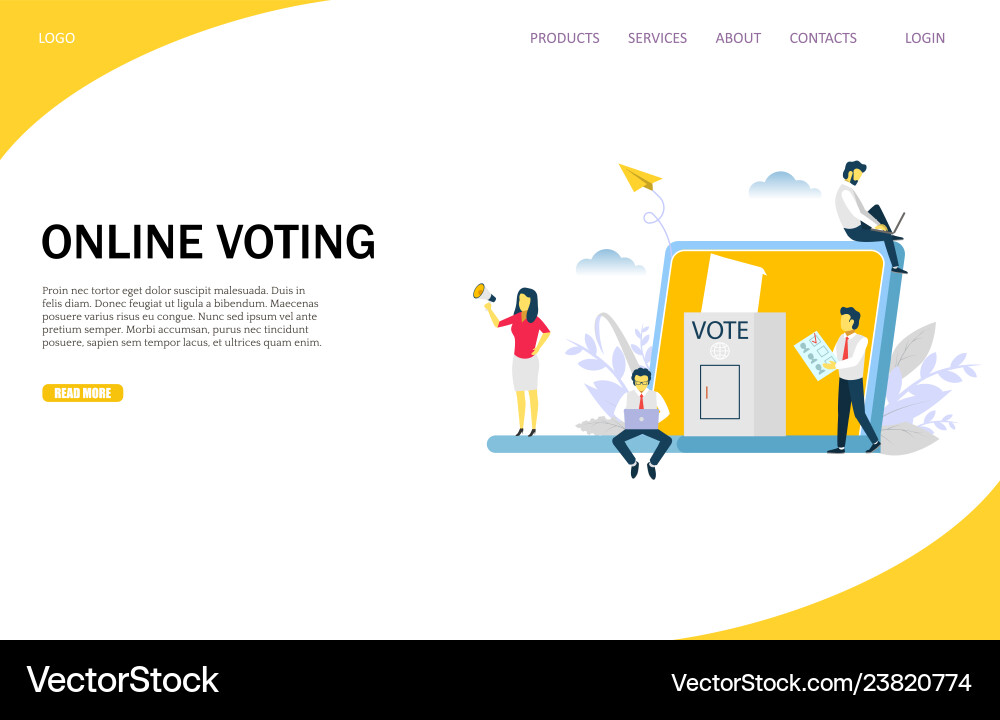 LOGO
PRODUCTS SERVICES ABOUT CONTACTS LOGIN
ONLINE VOTING
Proin nec tortor eget dolor suscipit malesuada. Duis in
felis diam. Donec feugiat ut ligula a bibendum. Maecenas
posuere varius risus eu congue. Nunc sed ipsum vel ante
pretium semper. Morbi accumsan, purus nec tincidunt
posuere, sapien sem tempor lacus, et ultrices quam enim.
READ MORE
VOTE
VectorStock
VectorStock.com/23820774